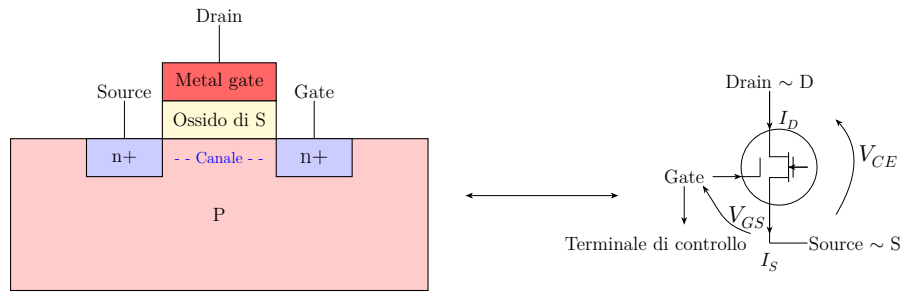 Drain
Metal gate
Source
Gate
Ossido di S
n+
- - Canale - -
n+
P
Drain ∼ D
I_D
V_CE
Gate
V_GS
Terminale di controllo
Source ∼ S
I_S